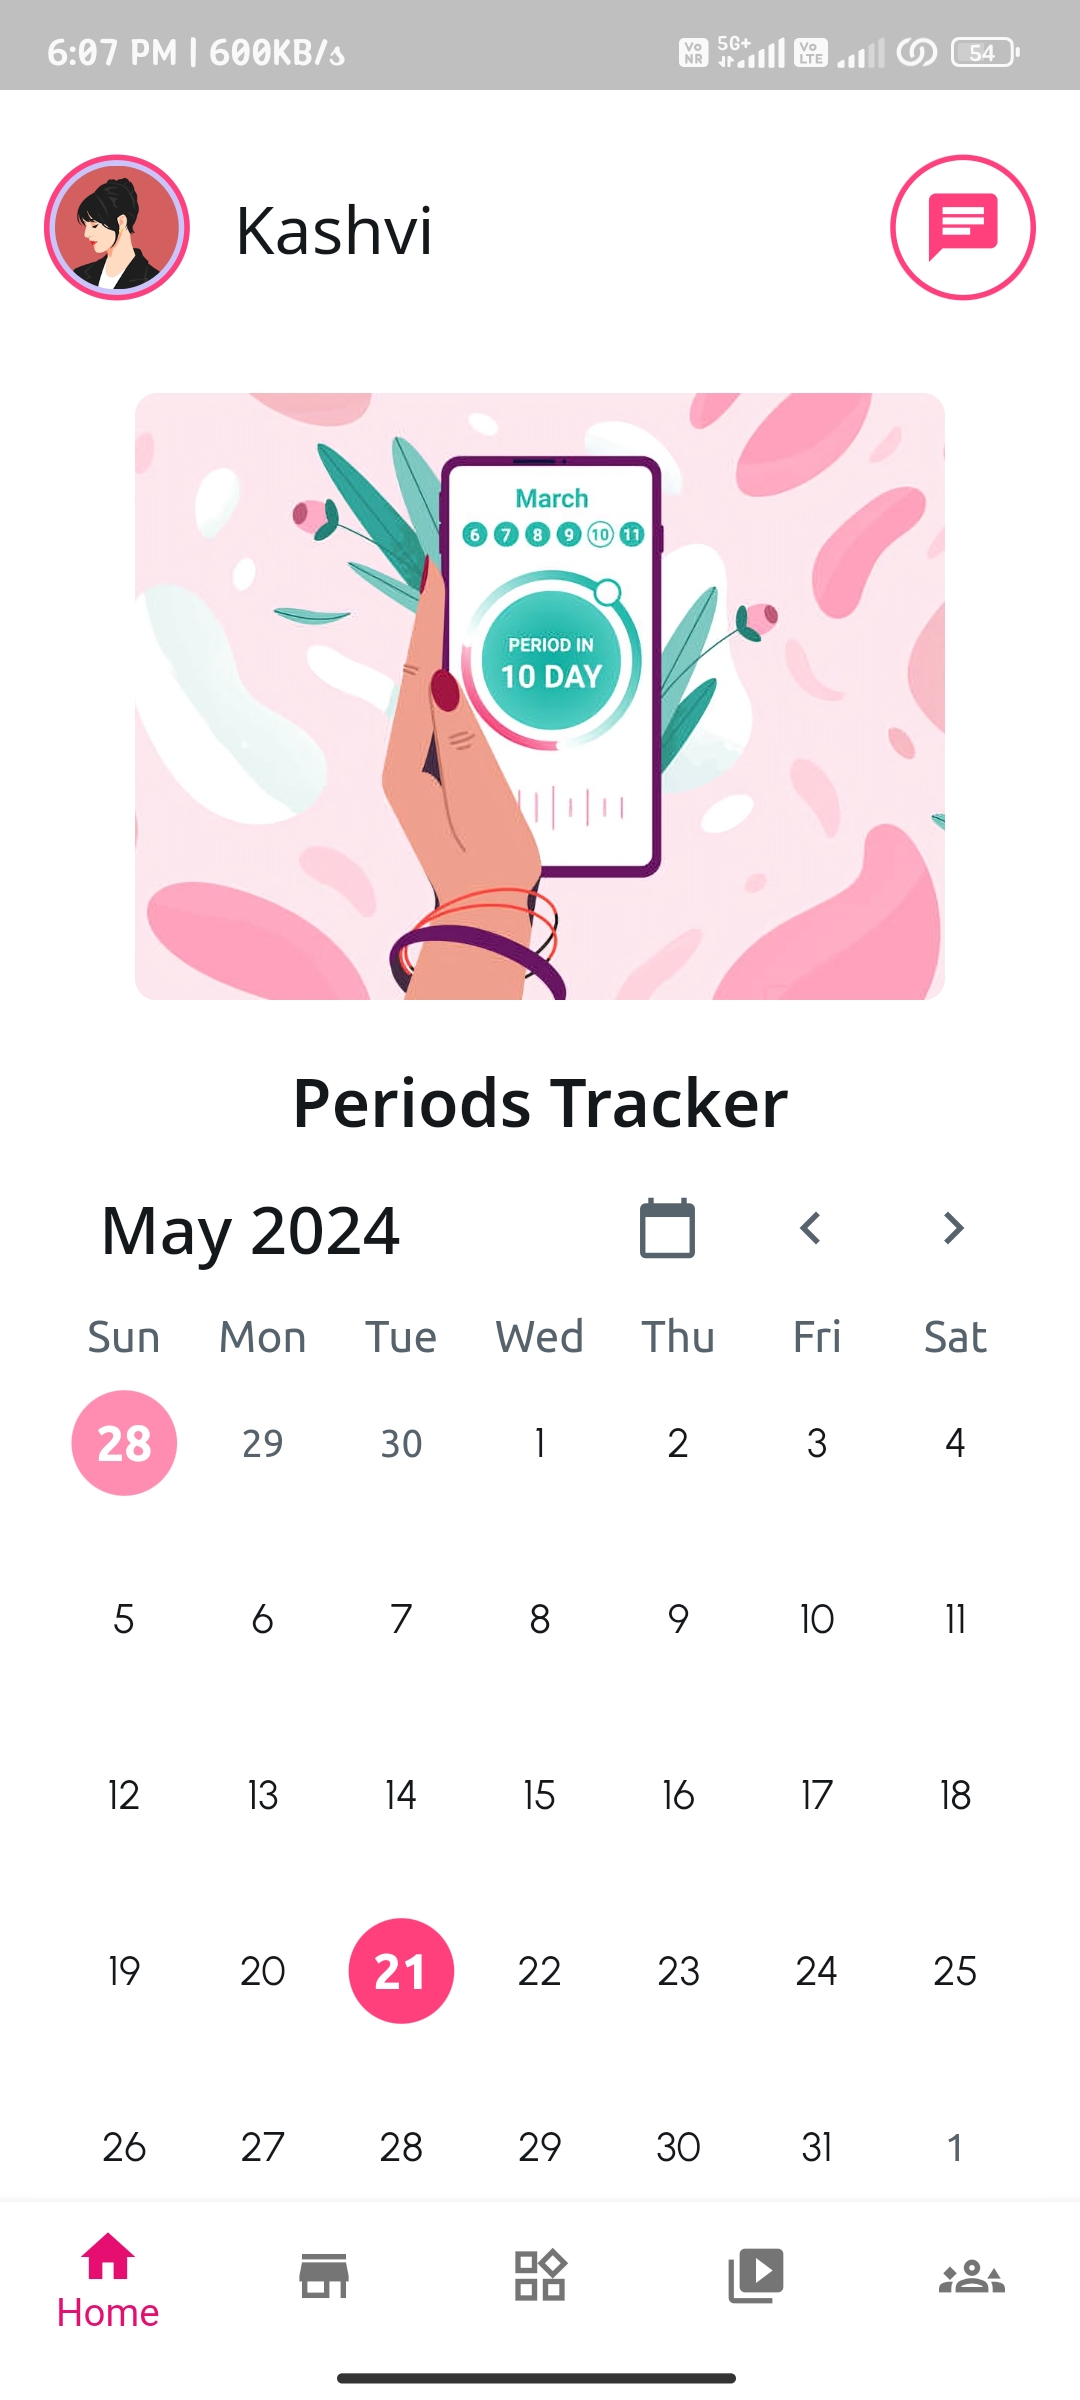 6:07 PM | 600KB/s Vo NR 5G+ Vo LTE 54
Kashvi
March
6 7 8 9 10 11
PERIOD IN
10 DAY
Periods Tracker
May 2024
Sun Mon Tue Wed Thu Fri Sat
28 29 30 1 2 3 4
5 6 7 8 9 10 11
12 13 14 15 16 17 18
19 20 21 22 23 24 25
26 27 28 29 30 31 1
Home